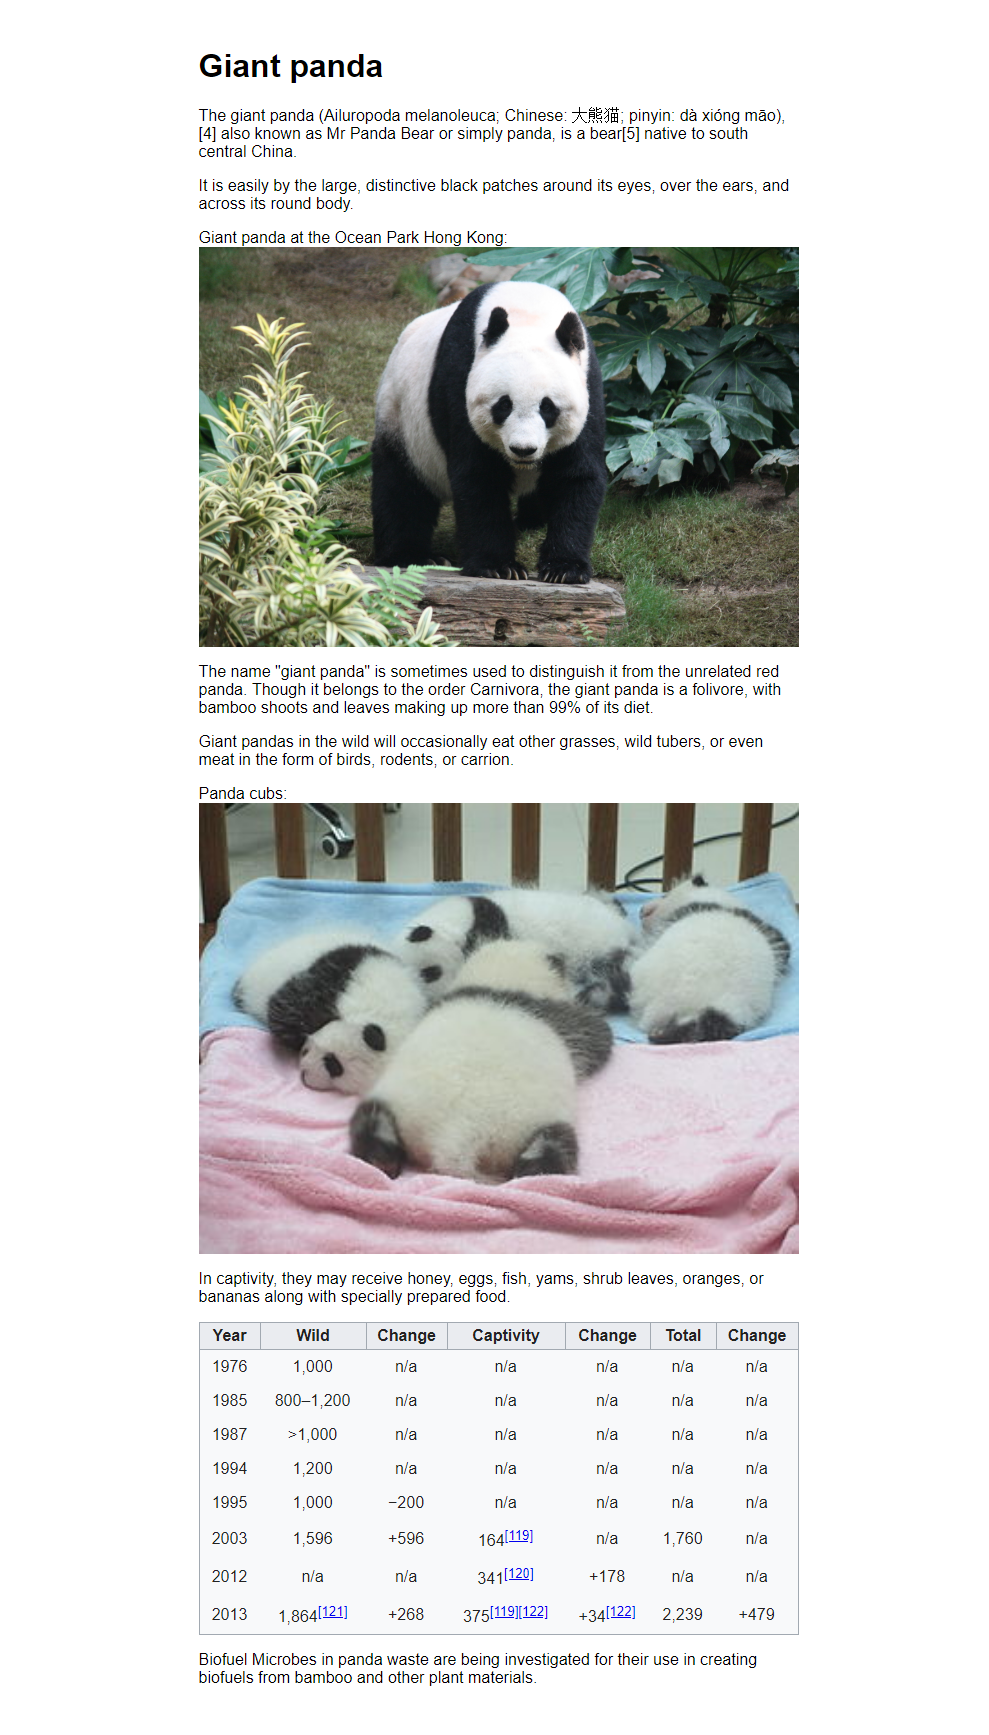 Giant panda
The giant panda (Ailuropoda melanoleuca; Chinese: 大熊猫; pinyin: dà xióng māo),
[4] also known as Mr Panda Bear or simply panda, is a bear[5] native to south
central China.
It is easily by the large, distinctive black patches around its eyes, over the ears, and
across its round body.
Giant panda at the Ocean Park Hong Kong:
The name "giant panda" is sometimes used to distinguish it from the unrelated red
panda. Though it belongs to the order Carnivora, the giant panda is a folivore, with
bamboo shoots and leaves making up more than 99% of its diet.
Giant pandas in the wild will occasionally eat other grasses, wild tubers, or even
meat in the form of birds, rodents, or carrion.
Panda cubs:
In captivity, they may receive honey, eggs, fish, yams, shrub leaves, oranges, or
bananas along with specially prepared food.
Year Wild Change Captivity Change Total Change
1976 1,000 n/a n/a n/a n/a n/a
1985 800–1,200 n/a n/a n/a n/a n/a
1987 >1,000 n/a n/a n/a n/a n/a
1994 1,200 n/a n/a n/a n/a n/a
1995 1,000 −200 n/a n/a n/a n/a
2003 1,596 +596 164[119] n/a 1,760 n/a
2012 n/a n/a 341[120] +178 n/a n/a
2013 1,864[121] +268 375[119][122] +34[122] 2,239 +479
Biofuel Microbes in panda waste are being investigated for their use in creating
biofuels from bamboo and other plant materials.